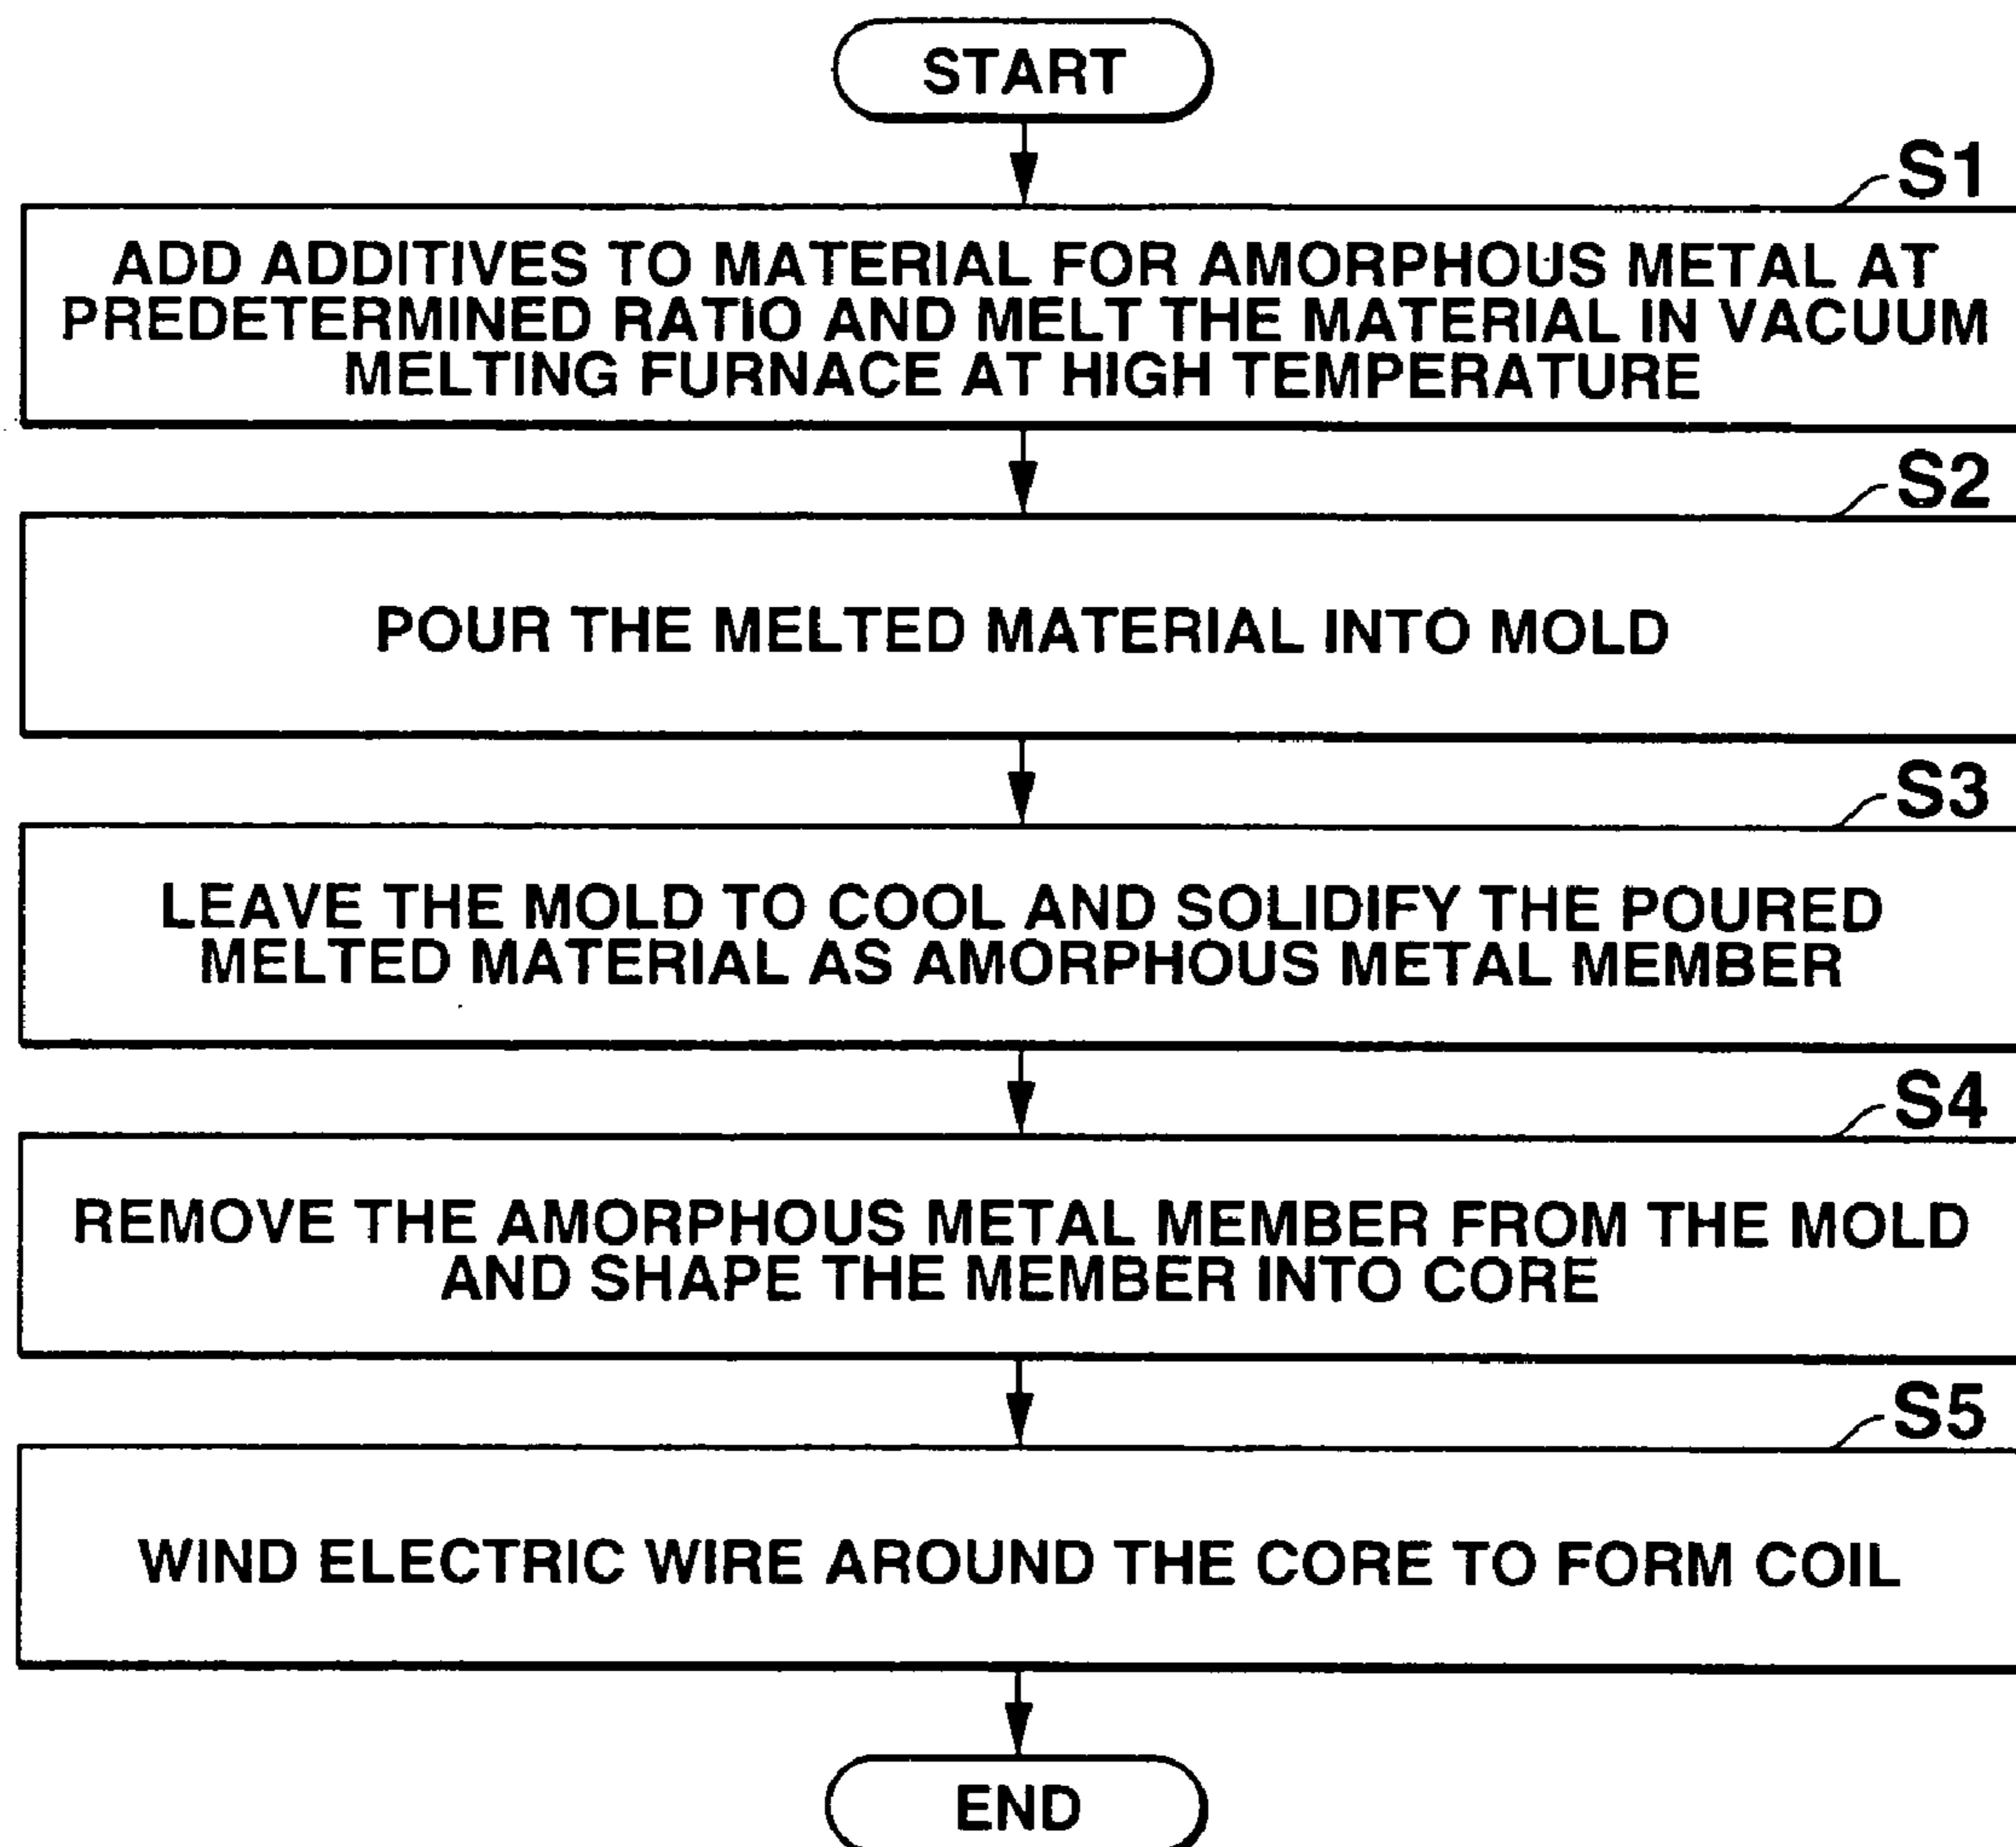 START
S1
ADD ADDITIVES TO MATERIAL FOR AMORPHOUS METAL AT
PREDETERMINED RATIO AND MELT THE MATERIAL IN VACUUM
MELTING FURNACE AT HIGH TEMPERATURE
S2
POUR THE MELTED MATERIAL INTO MOLD
S3
LEAVE THE MOLD TO COOL AND SOLIDIFY THE POURED
MELTED MATERIAL AS AMORPHOUS METAL MEMBER
S4
REMOVE THE AMORPHOUS METAL MEMBER FROM THE MOLD
AND SHAPE THE MEMBER INTO CORE
S5
WIND ELECTRIC WIRE AROUND THE CORE TO FORM COIL
END